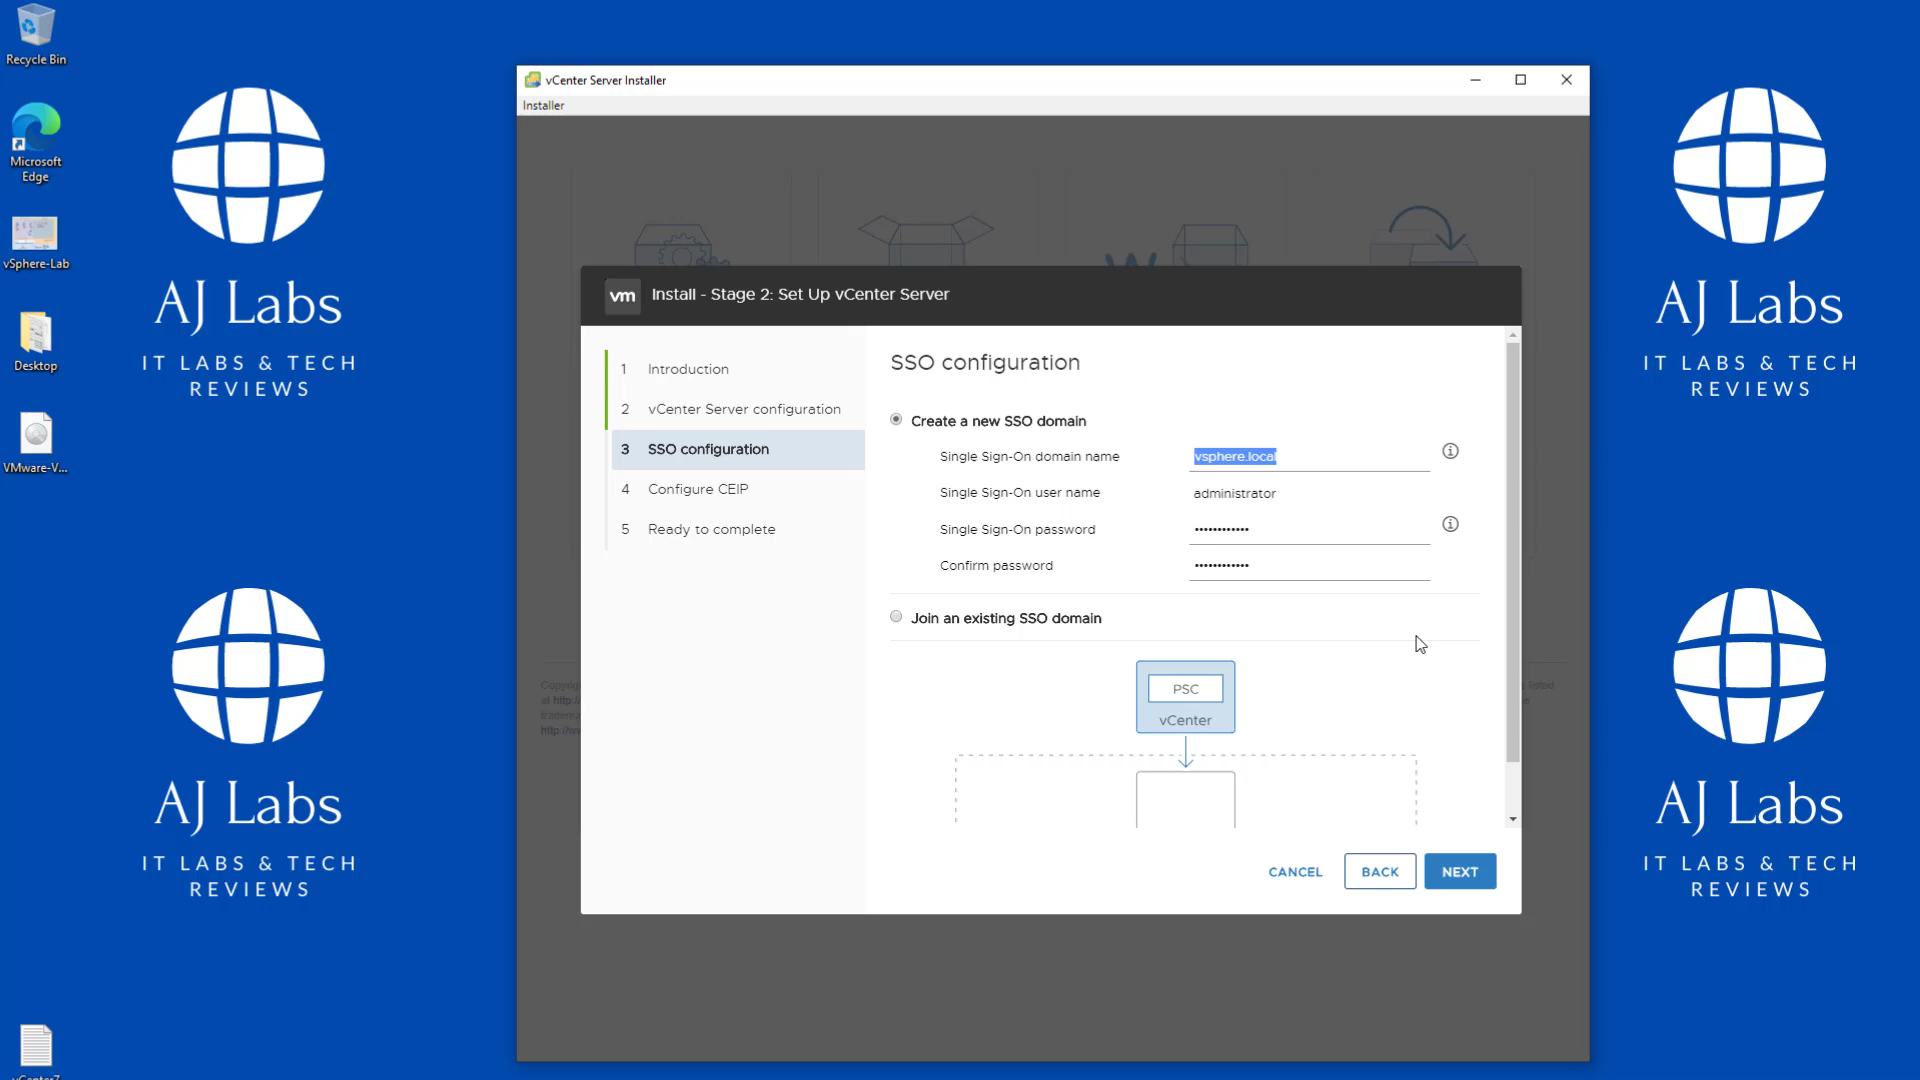 Recycle Bin
Microsoft
Edge
vSphere-Lab
Desktop
VMware-V...
vCenter7
AJ Labs
IT LABS & TECH
REVIEWS
AJ Labs
IT LABS & TECH
REVIEWS
vCenter Server Installer
Installer
vm
Install - Stage 2: Set Up vCenter Server
1 Introduction
2 vCenter Server configuration
3 SSO configuration
4 Configure CEIP
5 Ready to complete
SSO configuration
Create a new SSO domain
Single Sign-On domain name vsphere.local
Single Sign-On user name administrator
Single Sign-On password ••••••••••••
Confirm password ••••••••••••
Join an existing SSO domain
PSC
vCenter
CANCEL BACK NEXT
at http:/
listed
AJ Labs
IT LABS & TECH
REVIEWS
AJ Labs
IT LABS & TECH
REVIEWS